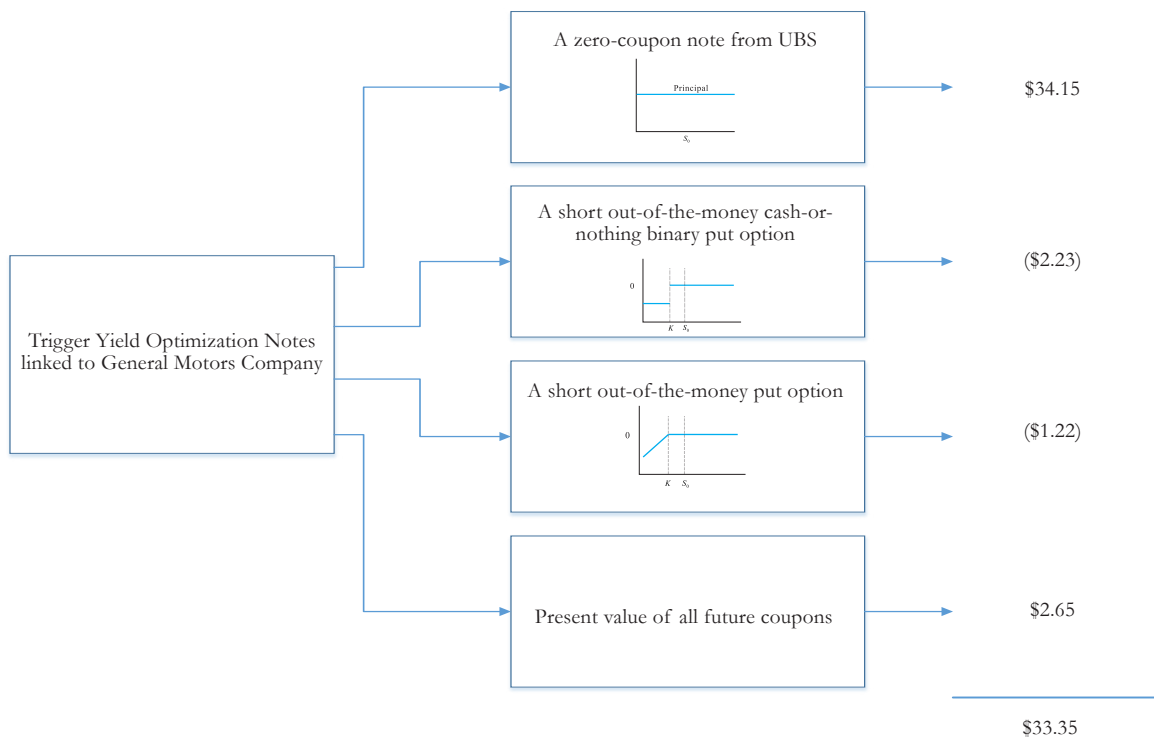 A zero-coupon note from UBS
Principal
S₀
$34.15
A short out-of-the-money cash-or-
nothing binary put option
0
K
S₀
($2.23)
Trigger Yield Optimization Notes
linked to General Motors Company
A short out-of-the-money put option
0
K
S₀
($1.22)
Present value of all future coupons
$2.65
$33.35